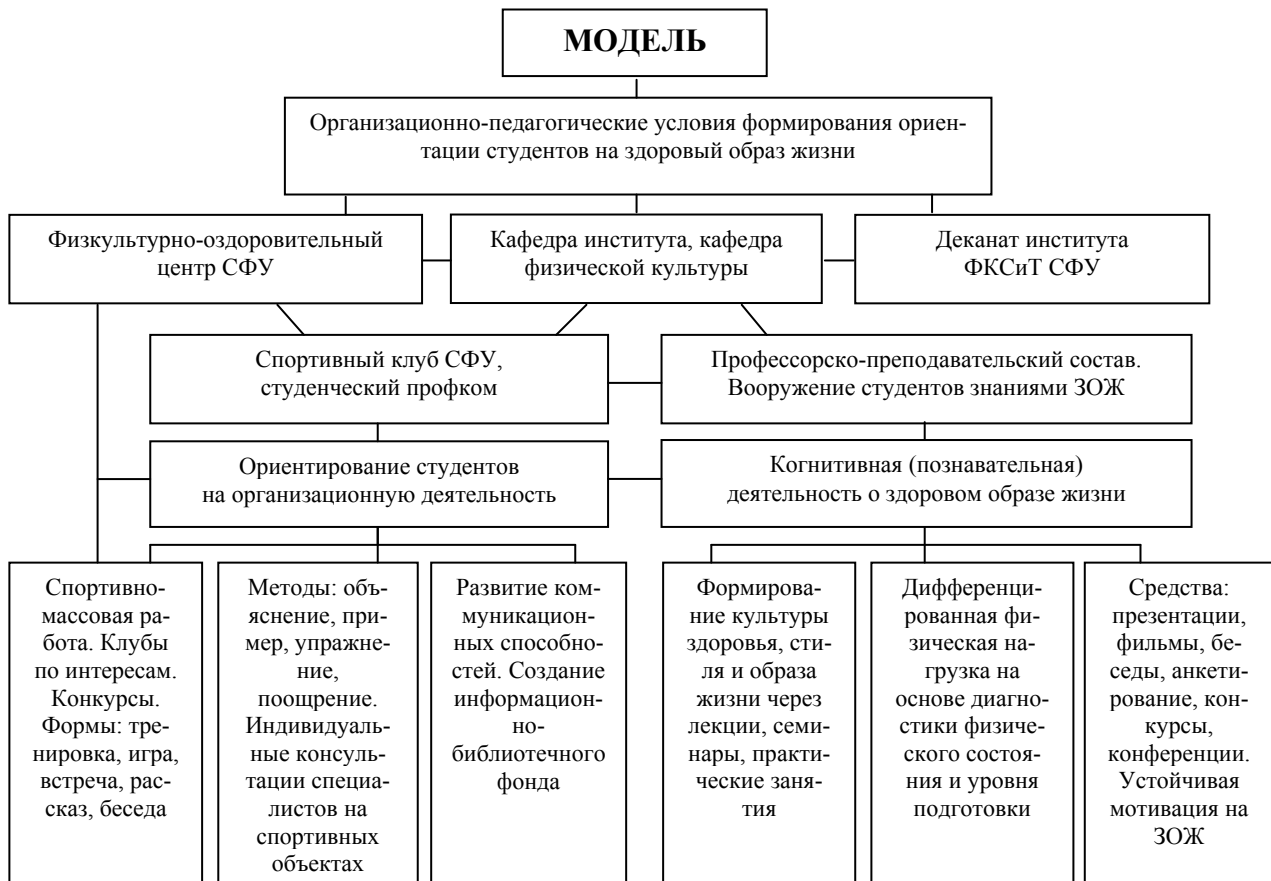 МОДЕЛЬ
Организационно-педагогические условия формирования ориен-
тации студентов на здоровый образ жизни
Физкультурно-оздоровительный
центр СФУ
Кафедра института, кафедра
физической культуры
Деканат института
ФКСиТ СФУ
Спортивный клуб СФУ,
студенческий профком
Профессорско-преподавательский состав.
Вооружение студентов знаниями ЗОЖ
Ориентирование студентов
на организационную деятельность
Когнитивная (познавательная)
деятельность о здоровом образе жизни
Спортивно-
массовая ра-
бота. Клубы
по интересам.
Конкурсы.
Формы: тре-
нировка, игра,
встреча, рас-
сказ, беседа
Методы: объ-
яснение, при-
мер, упражне-
ние,
поощрение.
Индивидуаль-
ные консуль-
тации специа-
листов на
спортивных
объектах
Развитие ком-
муникацион-
ных способно-
стей. Создание
информацион-
но-
библиотечного
фонда
Формирова-
ние культуры
здоровья, сти-
ля и образа
жизни через
лекции, семи-
нары, практи-
ческие заня-
тия
Дифференци-
рованная фи-
зическая на-
грузка на
основе диагно-
стики физиче-
ского состоя-
ния и уровня
подготовки
Средства:
презентации,
фильмы, бе-
седы, анкети-
рование, кон-
курсы,
конференции.
Устойчивая
мотивация на
ЗОЖ